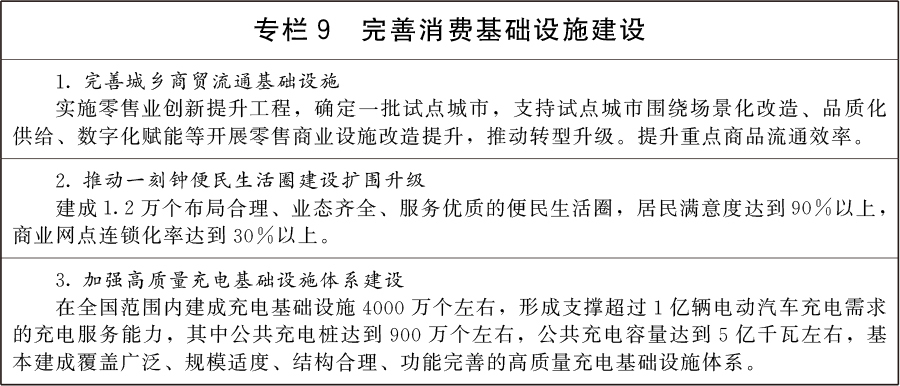 专栏 9　完善消费基础设施建设
1. 完善城乡商贸流通基础设施
实施零售业创新提升工程，确定一批试点城市，支持试点城市围绕场景化改造、品质化
供给、数字化赋能等开展零售商业设施改造提升，推动转型升级。提升重点商品流通效率。
2. 推动一刻钟便民生活圈建设扩围升级
建成1.2万个布局合理、业态齐全、服务优质的便民生活圈，居民满意度达到90%以上，
商业网点连锁化率达到30%以上。
3. 加强高质量充电基础设施体系建设
在全国范围内建成充电基础设施4000万个左右，形成支撑超过1亿辆电动汽车充电需求
的充电服务能力，其中公共充电桩达到900万个左右，公共充电容量达到5亿千瓦左右，基
本建成覆盖广泛、规模适度、结构合理、功能完善的高质量充电基础设施体系。